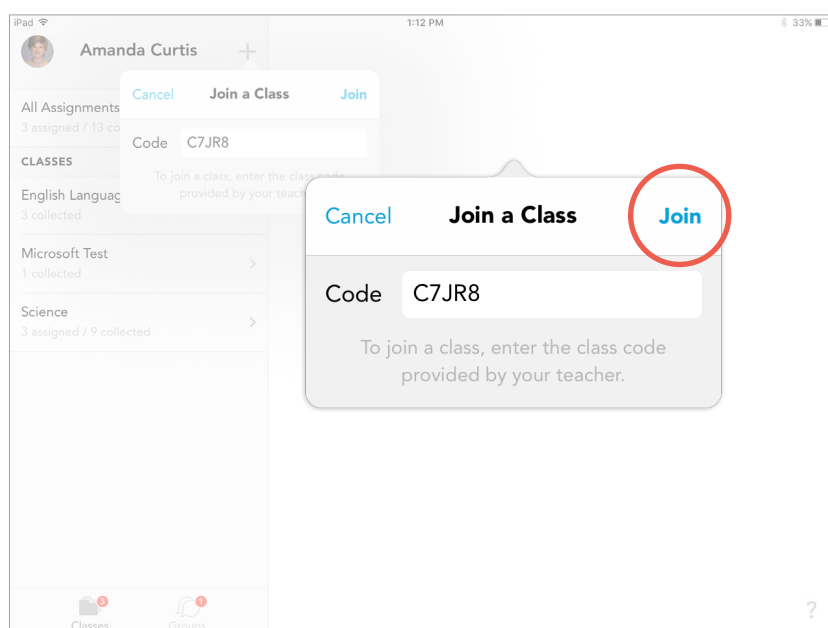 iPad 1:12 PM 33%
Amanda Curtis +
Cancel Join a Class Join
All Assignments
3 assigned / 13 co
Code C7JR8
CLASSES
To join a class, enter the class code
provided by your teach
English Languag
3 collected
Cancel Join a Class Join
Microsoft Test
1 collected
Code C7JR8
Science
3 assigned / 9 collected
To join a class, enter the class code
provided by your teacher.
3 1
Classes Groups
?